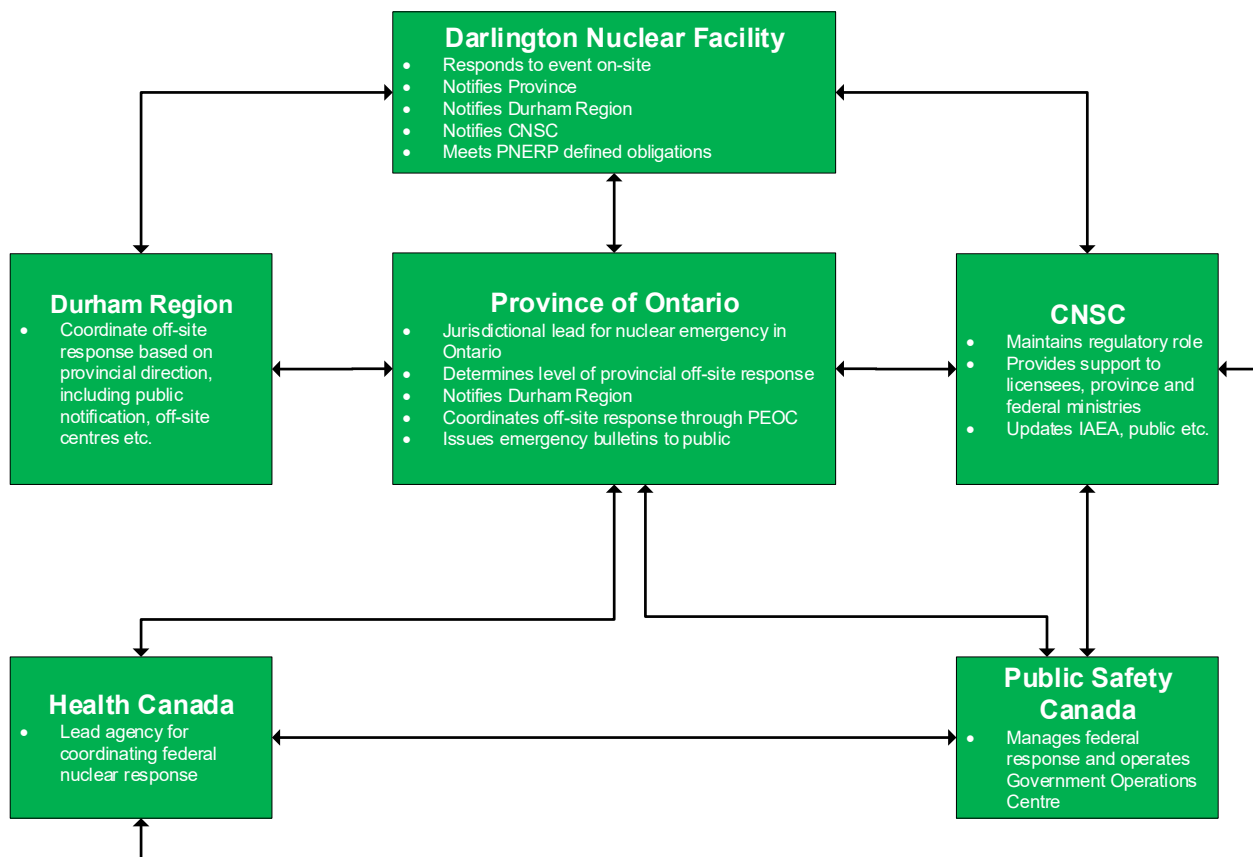 Darlington Nuclear Facility
• Responds to event on-site
• Notifies Province
• Notifies Durham Region
• Notifies CNSC
• Meets PNERP defined obligations
Durham Region
• Coordinate off-site
response based on
provincial direction,
including public
notification, off-site
centres etc.
Province of Ontario
• Jurisdictional lead for nuclear emergency in
Ontario
• Determines level of provincial off-site response
• Notifies Durham Region
• Coordinates off-site response through PEOC
• Issues emergency bulletins to public
CNSC
• Maintains regulatory role
• Provides support to
licensees, province and
federal ministries
• Updates IAEA, public etc.
Health Canada
• Lead agency for
coordinating federal
nuclear response
Public Safety
Canada
• Manages federal
response and operates
Government Operations
Centre